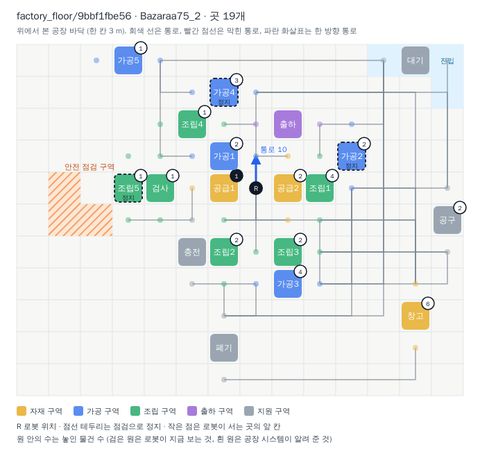 factory_floor/9bbf1fbe56 · Bazaraa75_2 · 곳 19개
위에서 본 공장 바닥 (한 칸 3 m). 회색 선은 통로, 빨간 점선은 막힌 통로, 파란 화살표는 한 방향 통로
가공5 1
대기
진입
가공4 3
정지
조립4 1
출하
가공1 2
통로 10
가공2 2
정지
안전 점검 구역
조립5 1
정지
검사 1
공급1 1
R
공급2 2
조립1 4
공구 2
충전
조립2 2
조립3 2
가공3 4
창고 6
폐기
자재 구역
가공 구역
조립 구역
출하 구역
지원 구역
R 로봇 위치 · 점선 테두리는 점검으로 정지 · 작은 점은 로봇이 서는 곳의 앞 칸
원 안의 수는 놓인 물건 수 (검은 원은 로봇이 지금 보는 것, 흰 원은 공장 시스템이 알려 준 것)